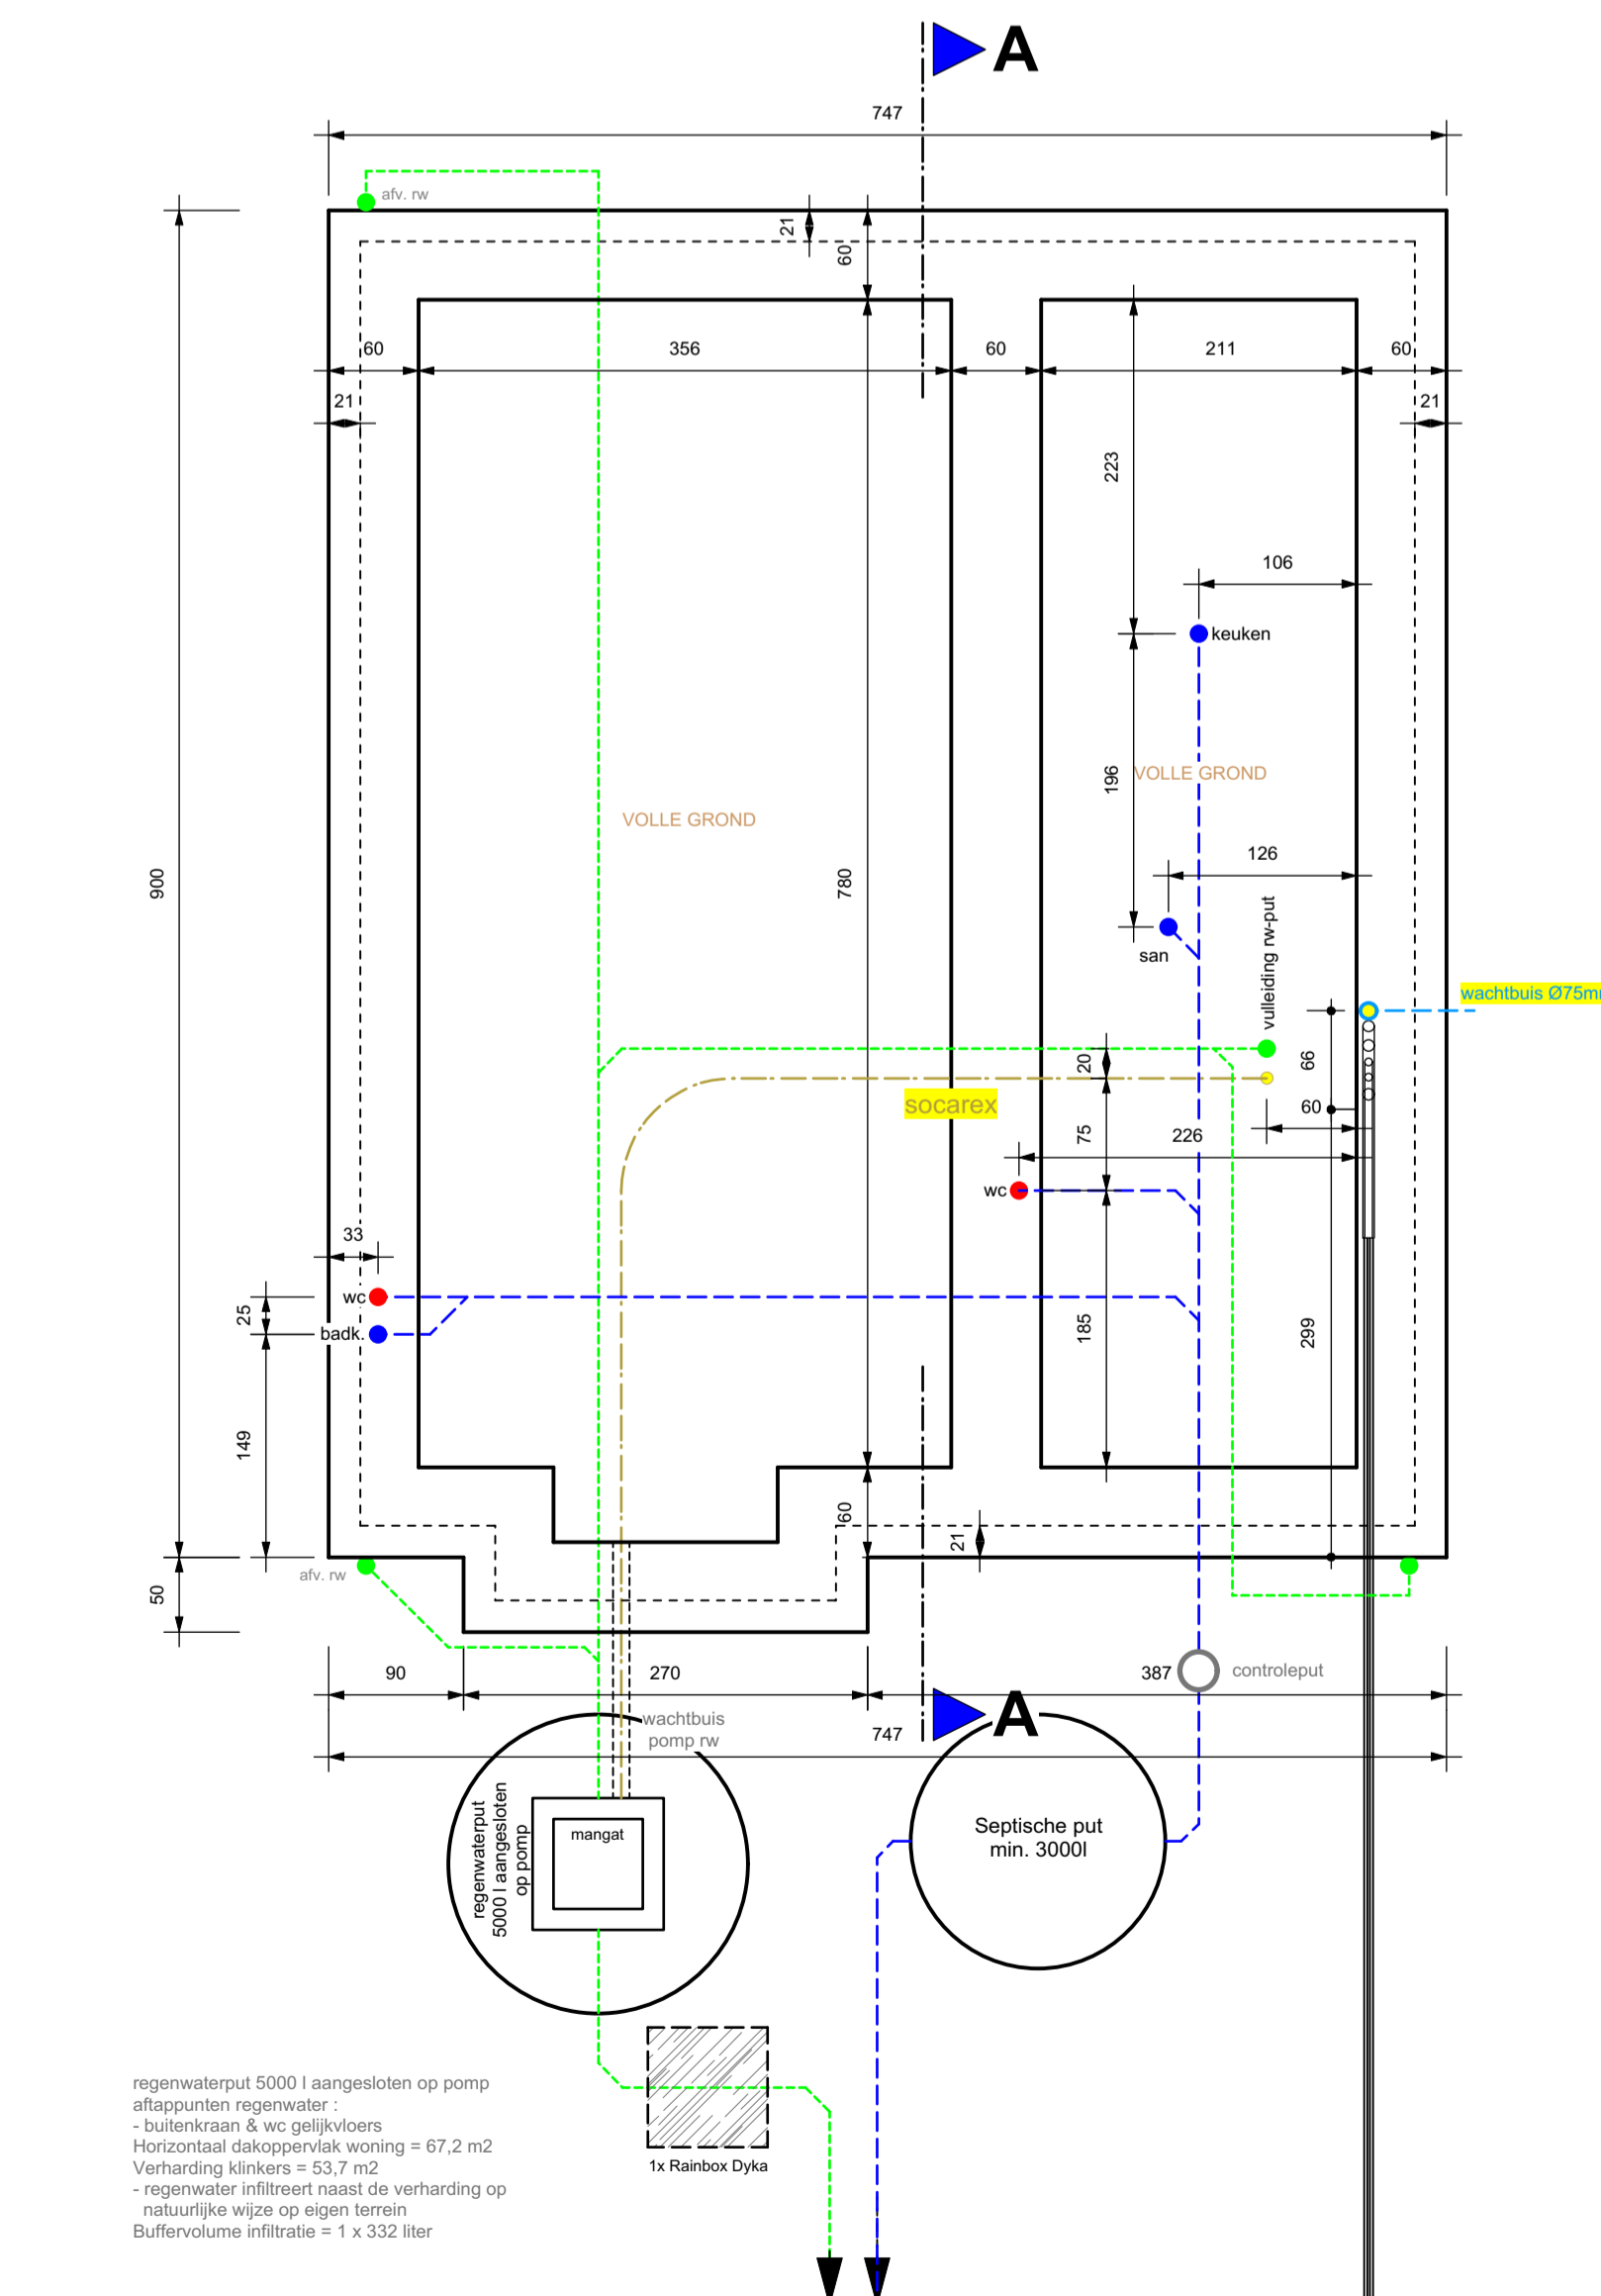 A
747
afv. rw
21
60
60
356
60
211
60
21
21
223
106
keuken
196
VOLLE GROND
VOLLE GROND
900
780
126
vulleiding rw-put
san
wachtbuis Ø75m
20
66
socarex
60
75
226
wc
33
wc
25
badk.
185
299
149
60
21
afv. rw
50
90
270
387
controleput
A
wachtbuis
pomp rw
747
regenwaterput
5000 l aangesloten
op pomp
mangat
Septische put
min. 3000l
1x Rainbox Dyka
regenwaterput 5000 l aangesloten op pomp
aftappunten regenwater :
- buitenkraan & wc gelijkvloers
Horizontaal dakoppervlak woning = 67,2 m2
Verharding klinkers = 53,7 m2
- regenwater infiltreert naast de verharding op
natuurlijke wijze op eigen terrein
Buffervolume infiltratie = 1 x 332 liter